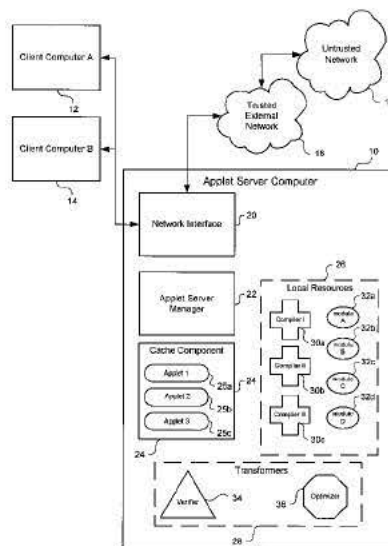 Client Computer A
12
Client Computer B
14
Untrusted
Network
Trusted
External
Network
18
10
Applet Server Computer
Network Interface
20
Applet Server
Manager
22
Cache Component
Applet 1
Applet 2
Applet 3
25a
25b
25c
24
24
26
Local Resources
Compiler I
30a
Compiler II
30b
Compiler III
30c
module
A
32a
module
B
32b
module
C
32c
module
D
32d
Transformers
Verifier
34
Optimizer
36
28